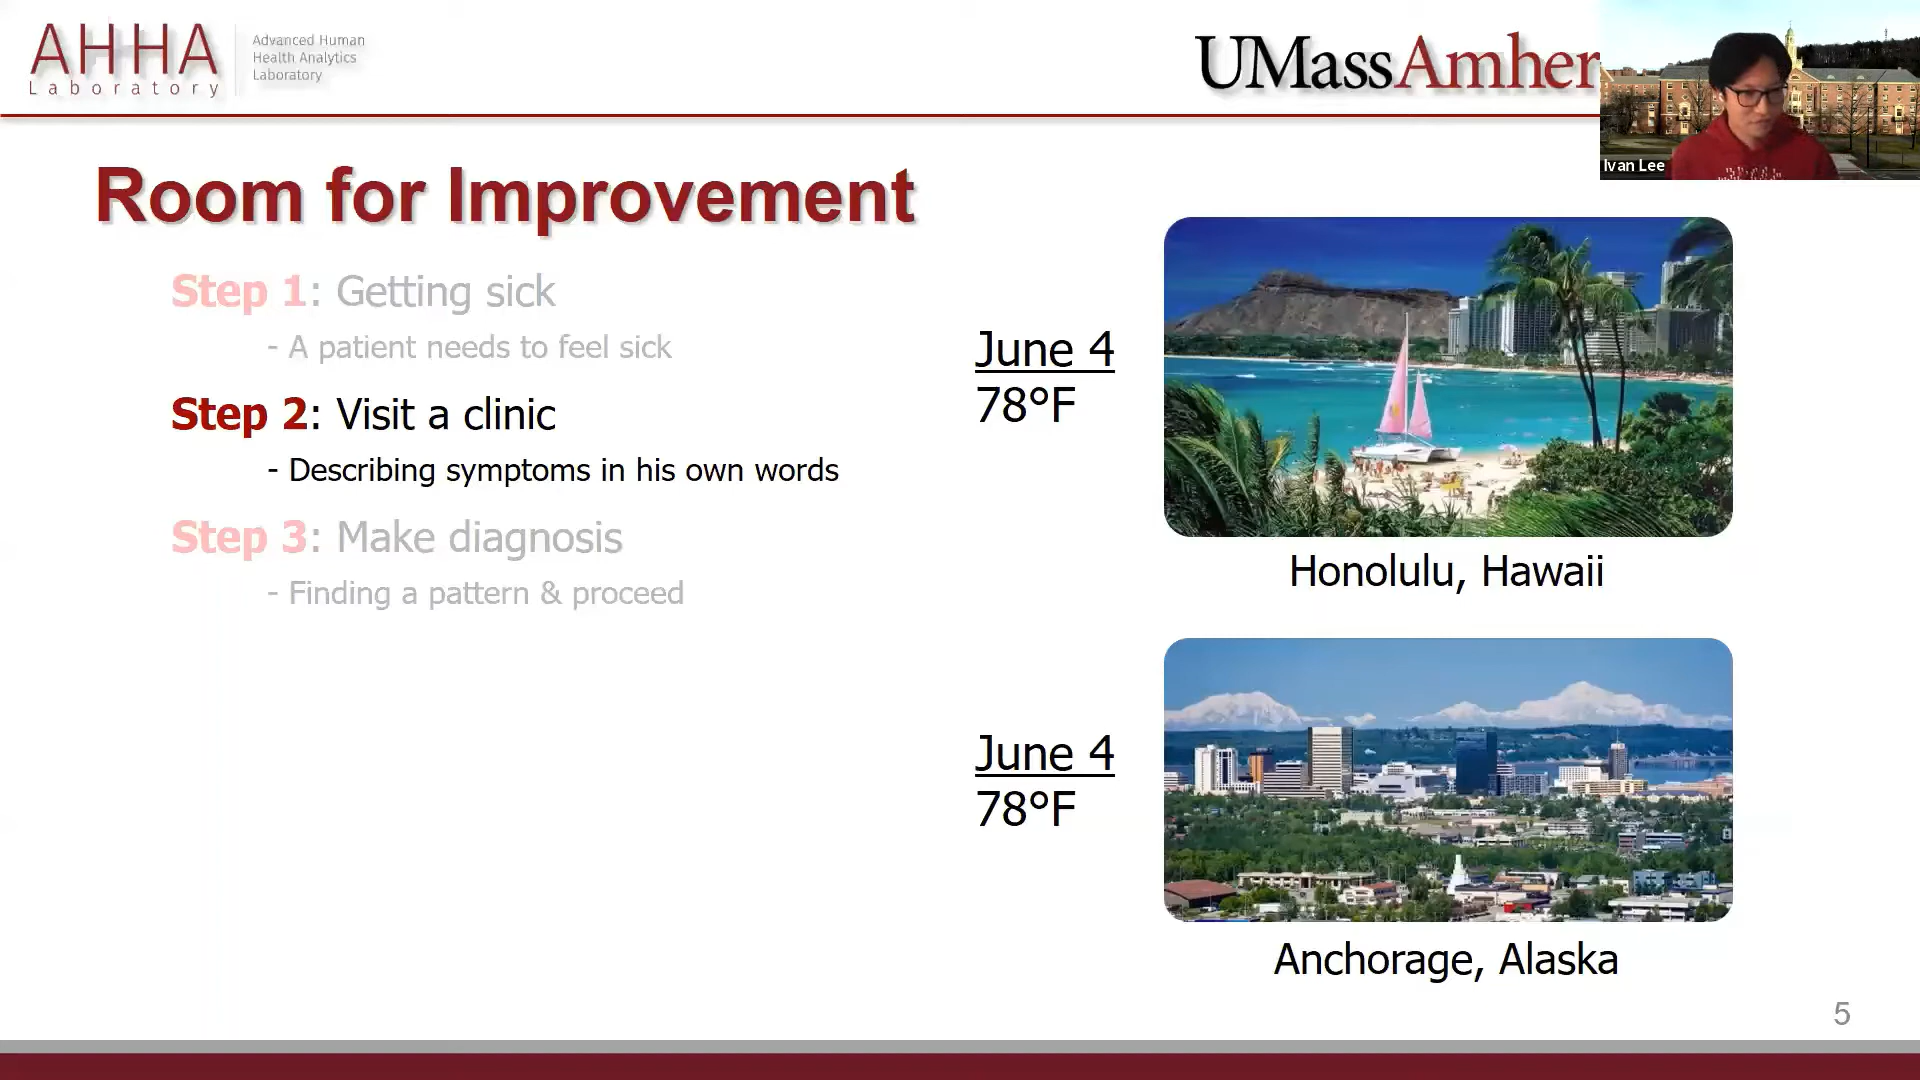 AHHA
Laboratory
Advanced Human
Health Analytics
Laboratory
UMassAmher
Ivan Lee
Room for Improvement
Step 1: Getting sick
- A patient needs to feel sick
Step 2: Visit a clinic
- Describing symptoms in his own words
Step 3: Make diagnosis
- Finding a pattern & proceed
June 4
78°F
Honolulu, Hawaii
June 4
78°F
Anchorage, Alaska
5